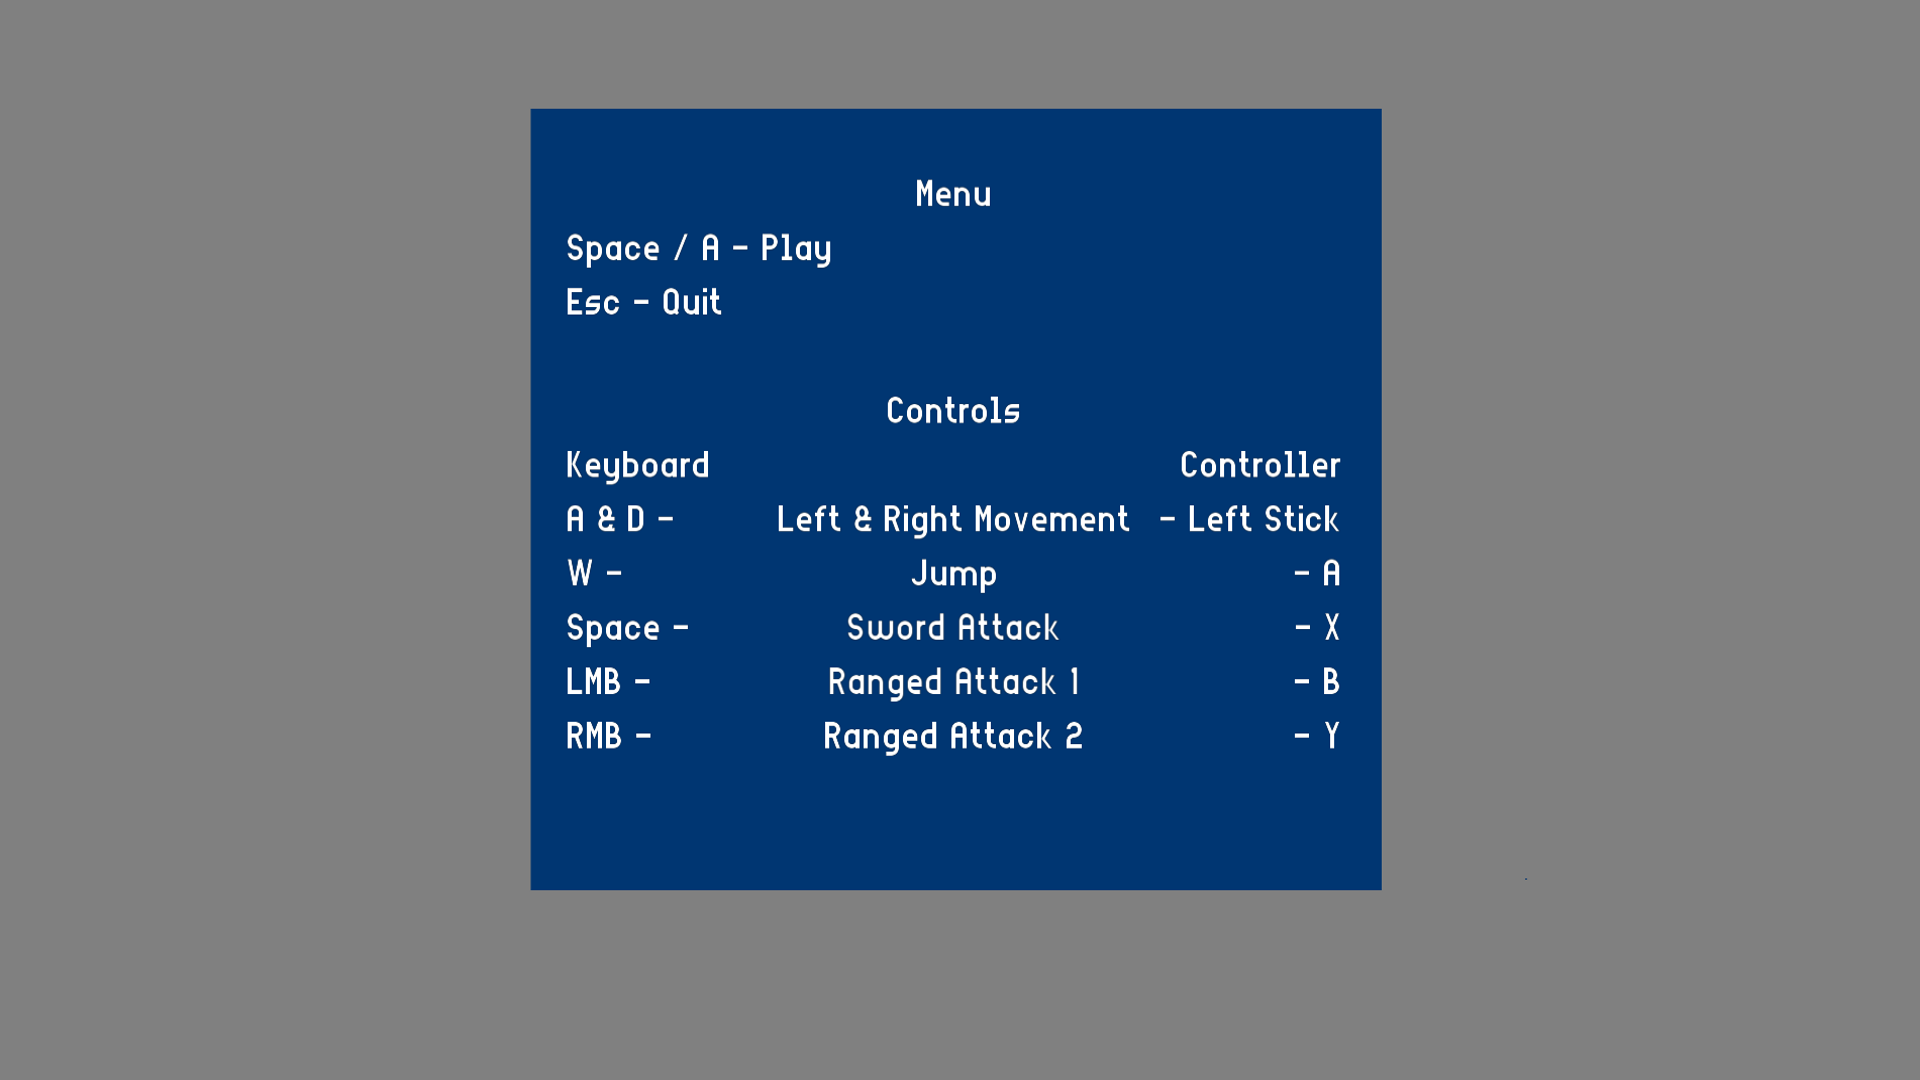 Menu
Space / A - Play
Esc - Quit
Controls
Keyboard Controller
A & D - Left & Right Movement - Left Stick
W - Jump - A
Space - Sword Attack - X
LMB - Ranged Attack 1 - B
RMB - Ranged Attack 2 - Y